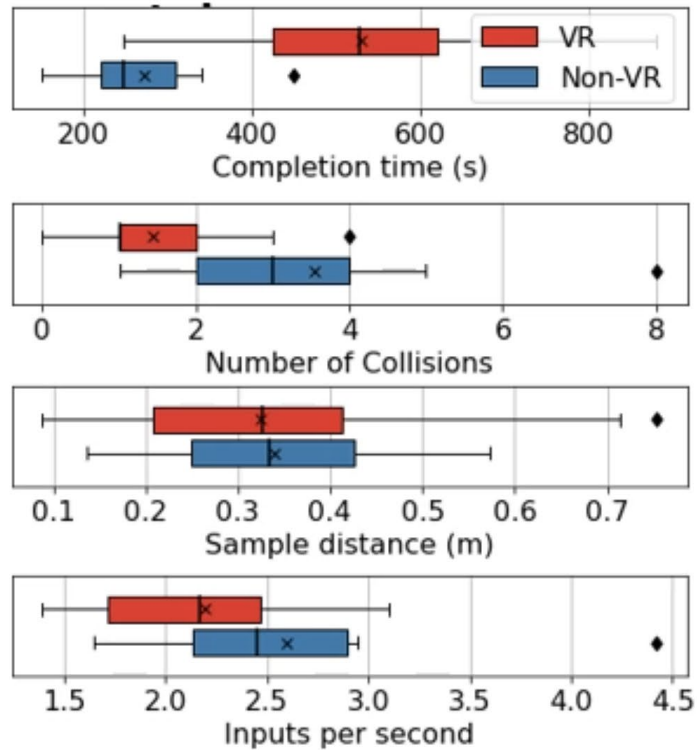 VR
Non-VR
200 400 600 800
Completion time (s)
0 2 4 6 8
Number of Collisions
0.1 0.2 0.3 0.4 0.5 0.6 0.7
Sample distance (m)
1.5 2.0 2.5 3.0 3.5 4.0 4.5
Inputs per second